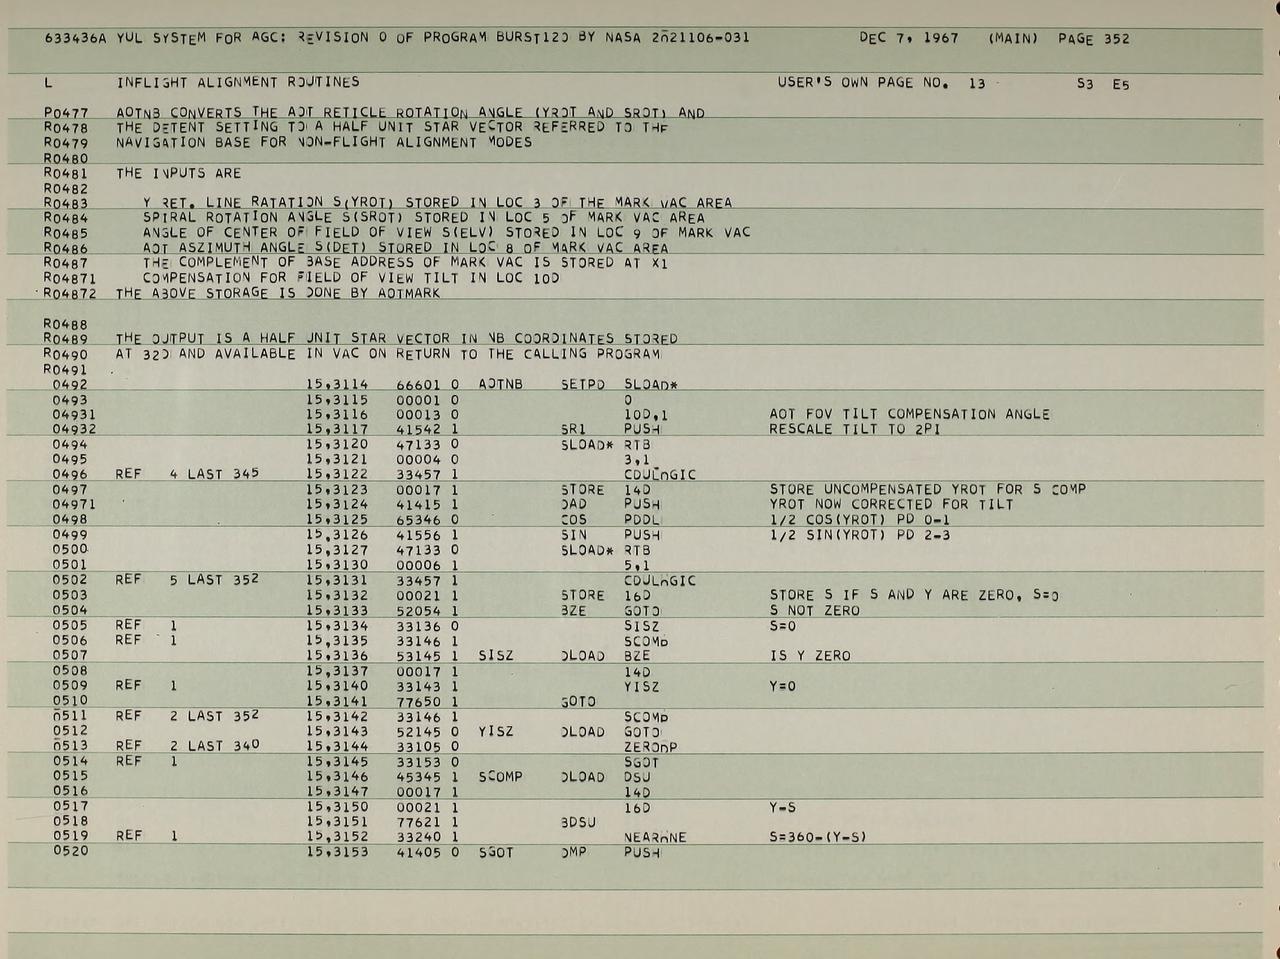 633436A YUL SYSTEM FOR AGC: REVISION 0 OF PROGRAM BURST120 BY NASA 2021106-031 DEC 7, 1967 (MAIN) PAGE 352
L INFLIGHT ALIGNMENT ROUTINES USER'S OWN PAGE NO. 13 S3 E5
P0477 AOTNB CONVERTS THE AOT RETICLE ROTATION ANGLE (YROT AND SROT) AND
R0478 THE DETENT SETTING TO A HALF UNIT STAR VECTOR REFERRED TO THE
R0479 NAVIGATION BASE FOR NON-FLIGHT ALIGNMENT MODES
R0480
R0481 THE INPUTS ARE
R0482
R0483 Y RET. LINE RATATION S(YROT) STORED IN LOC 3 OF THE MARK VAC AREA
R0484 SPIRAL ROTATION ANGLE S(SROT) STORED IN LOC 5 OF MARK VAC AREA
R0485 ANGLE OF CENTER OF FIELD OF VIEW S(ELV) STORED IN LOC 9 OF MARK VAC
R0486 AOT ASZIMUTH ANGLE S(DET) STORED IN LOC 8 OF MARK VAC AREA
R0487 THE COMPLEMENT OF BASE ADDRESS OF MARK VAC IS STORED AT X1
R04871 COMPENSATION FOR FIELD OF VIEW TILT IN LOC 10D
R04872 THE ABOVE STORAGE IS DONE BY AOTMARK
R0488
R0489 THE OUTPUT IS A HALF UNIT STAR VECTOR IN NB COORDINATES STORED
R0490 AT 32D AND AVAILABLE IN VAC ON RETURN TO THE CALLING PROGRAM
R0491
0492 15,3114 66601 0 AOTNB SETPD SLOAD*
0493 15,3115 00001 0 0
04931 15,3116 00013 0 10D,1 AOT FOV TILT COMPENSATION ANGLE
04932 15,3117 41542 1 SR1 PUSH RESCALE TILT TO 2PI
0494 15,3120 47133 0 SLOAD* RTB
0495 15,3121 00004 0 3,1
0496 REF 4 LAST 345 15,3122 33457 1 CDULOGIC
0497 15,3123 00017 1 STORE 14D STORE UNCOMPENSATED YROT FOR S COMP
04971 15,3124 41415 1 DAD PUSH YROT NOW CORRECTED FOR TILT
0498 15,3125 65346 0 COS PDDL 1/2 COS(YROT) PD 0-1
0499 15,3126 41556 1 SIN PUSH 1/2 SIN(YROT) PD 2-3
0500 15,3127 47133 0 SLOAD* RTB
0501 15,3130 00006 1 5,1
0502 REF 5 LAST 352 15,3131 33457 1 CDULOGIC
0503 15,3132 00021 1 STORE 16D STORE S IF S AND Y ARE ZERO, S=0
0504 15,3133 52054 1 BZE GOTO S NOT ZERO
0505 REF 1 15,3134 33136 0 SISZ S=0
0506 REF 1 15,3135 33146 1 SCOMP
0507 15,3136 53145 1 SISZ DLOAD BZE IS Y ZERO
0508 15,3137 00017 1 14D
0509 REF 1 15,3140 33143 1 YISZ Y=0
0510 15,3141 77650 1 GOTO
0511 REF 2 LAST 352 15,3142 33146 1 SCOMP
0512 15,3143 52145 0 YISZ DLOAD GOTO
0513 REF 2 LAST 340 15,3144 33105 0 ZERODP
0514 REF 1 15,3145 33153 0 SGOT
0515 15,3146 45345 1 SCOMP DLOAD DSU
0516 15,3147 00017 1 14D
0517 15,3150 00021 1 16D Y-S
0518 15,3151 77621 1 BDSU
0519 REF 1 15,3152 33240 1 NEARONE S=360-(Y-S)
0520 15,3153 41405 0 SGOT DMP PUSH